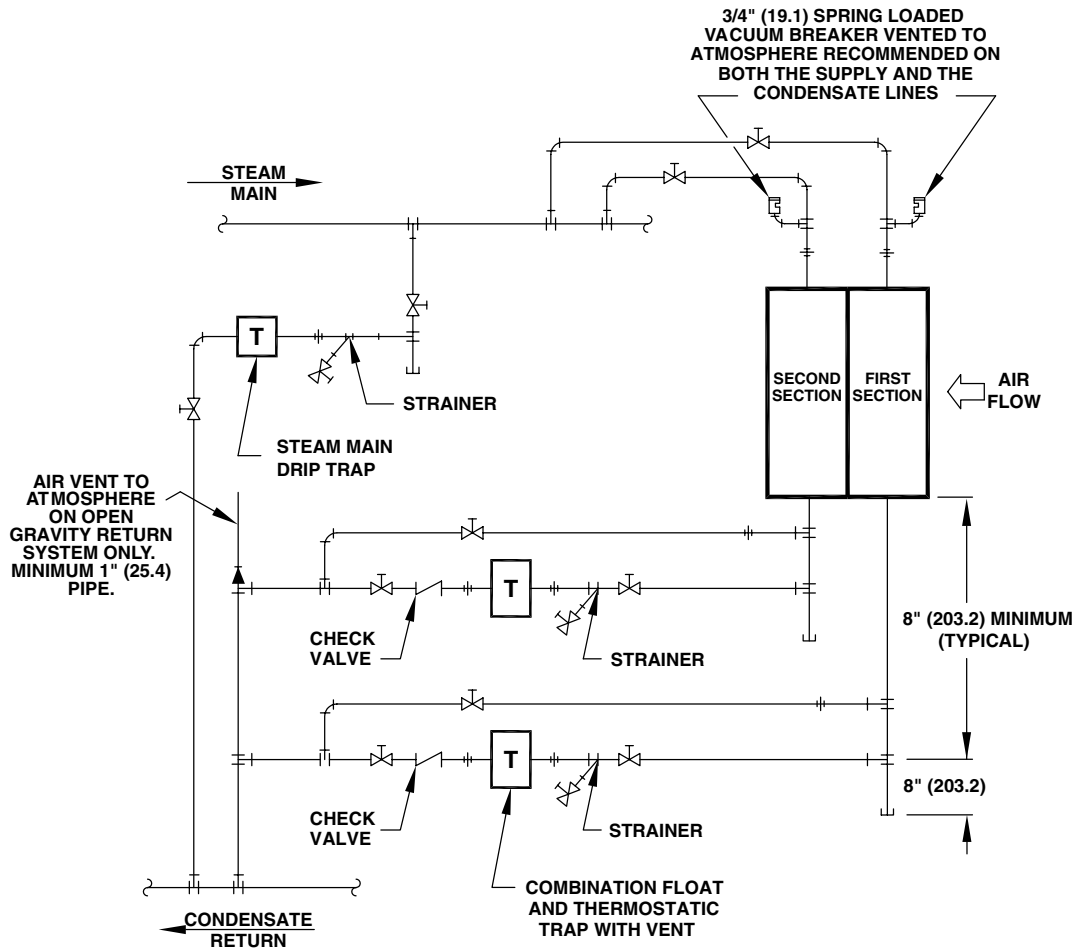 3/4" (19.1) SPRING LOADED
VACUUM BREAKER VENTED TO
ATMOSPHERE RECOMMENDED ON
BOTH THE SUPPLY AND THE
CONDENSATE LINES
STEAM
MAIN
T
STRAINER
STEAM MAIN
DRIP TRAP
SECOND
SECTION
FIRST
SECTION
AIR
FLOW
AIR VENT TO
ATMOSPHERE
ON OPEN
GRAVITY RETURN
SYSTEM ONLY.
MINIMUM 1" (25.4)
PIPE.
T
CHECK
VALVE
STRAINER
8" (203.2) MINIMUM
(TYPICAL)
T
CHECK
VALVE
STRAINER
8" (203.2)
COMBINATION FLOAT
AND THERMOSTATIC
TRAP WITH VENT
CONDENSATE
RETURN